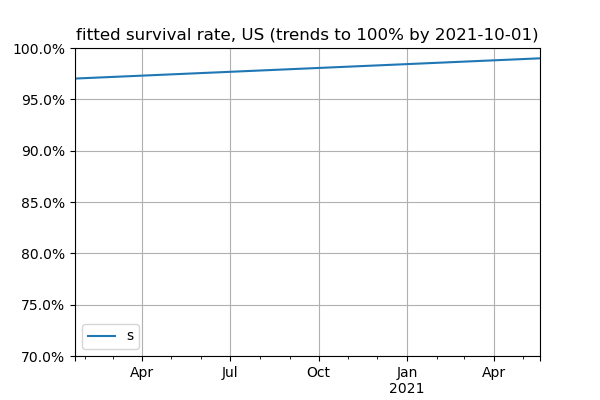 fitted survival rate, US (trends to 100% by 2021-10-01)
100.0%
95.0%
90.0%
85.0%
80.0%
75.0%
70.0%
s
Apr Jul Oct Jan Apr
2021